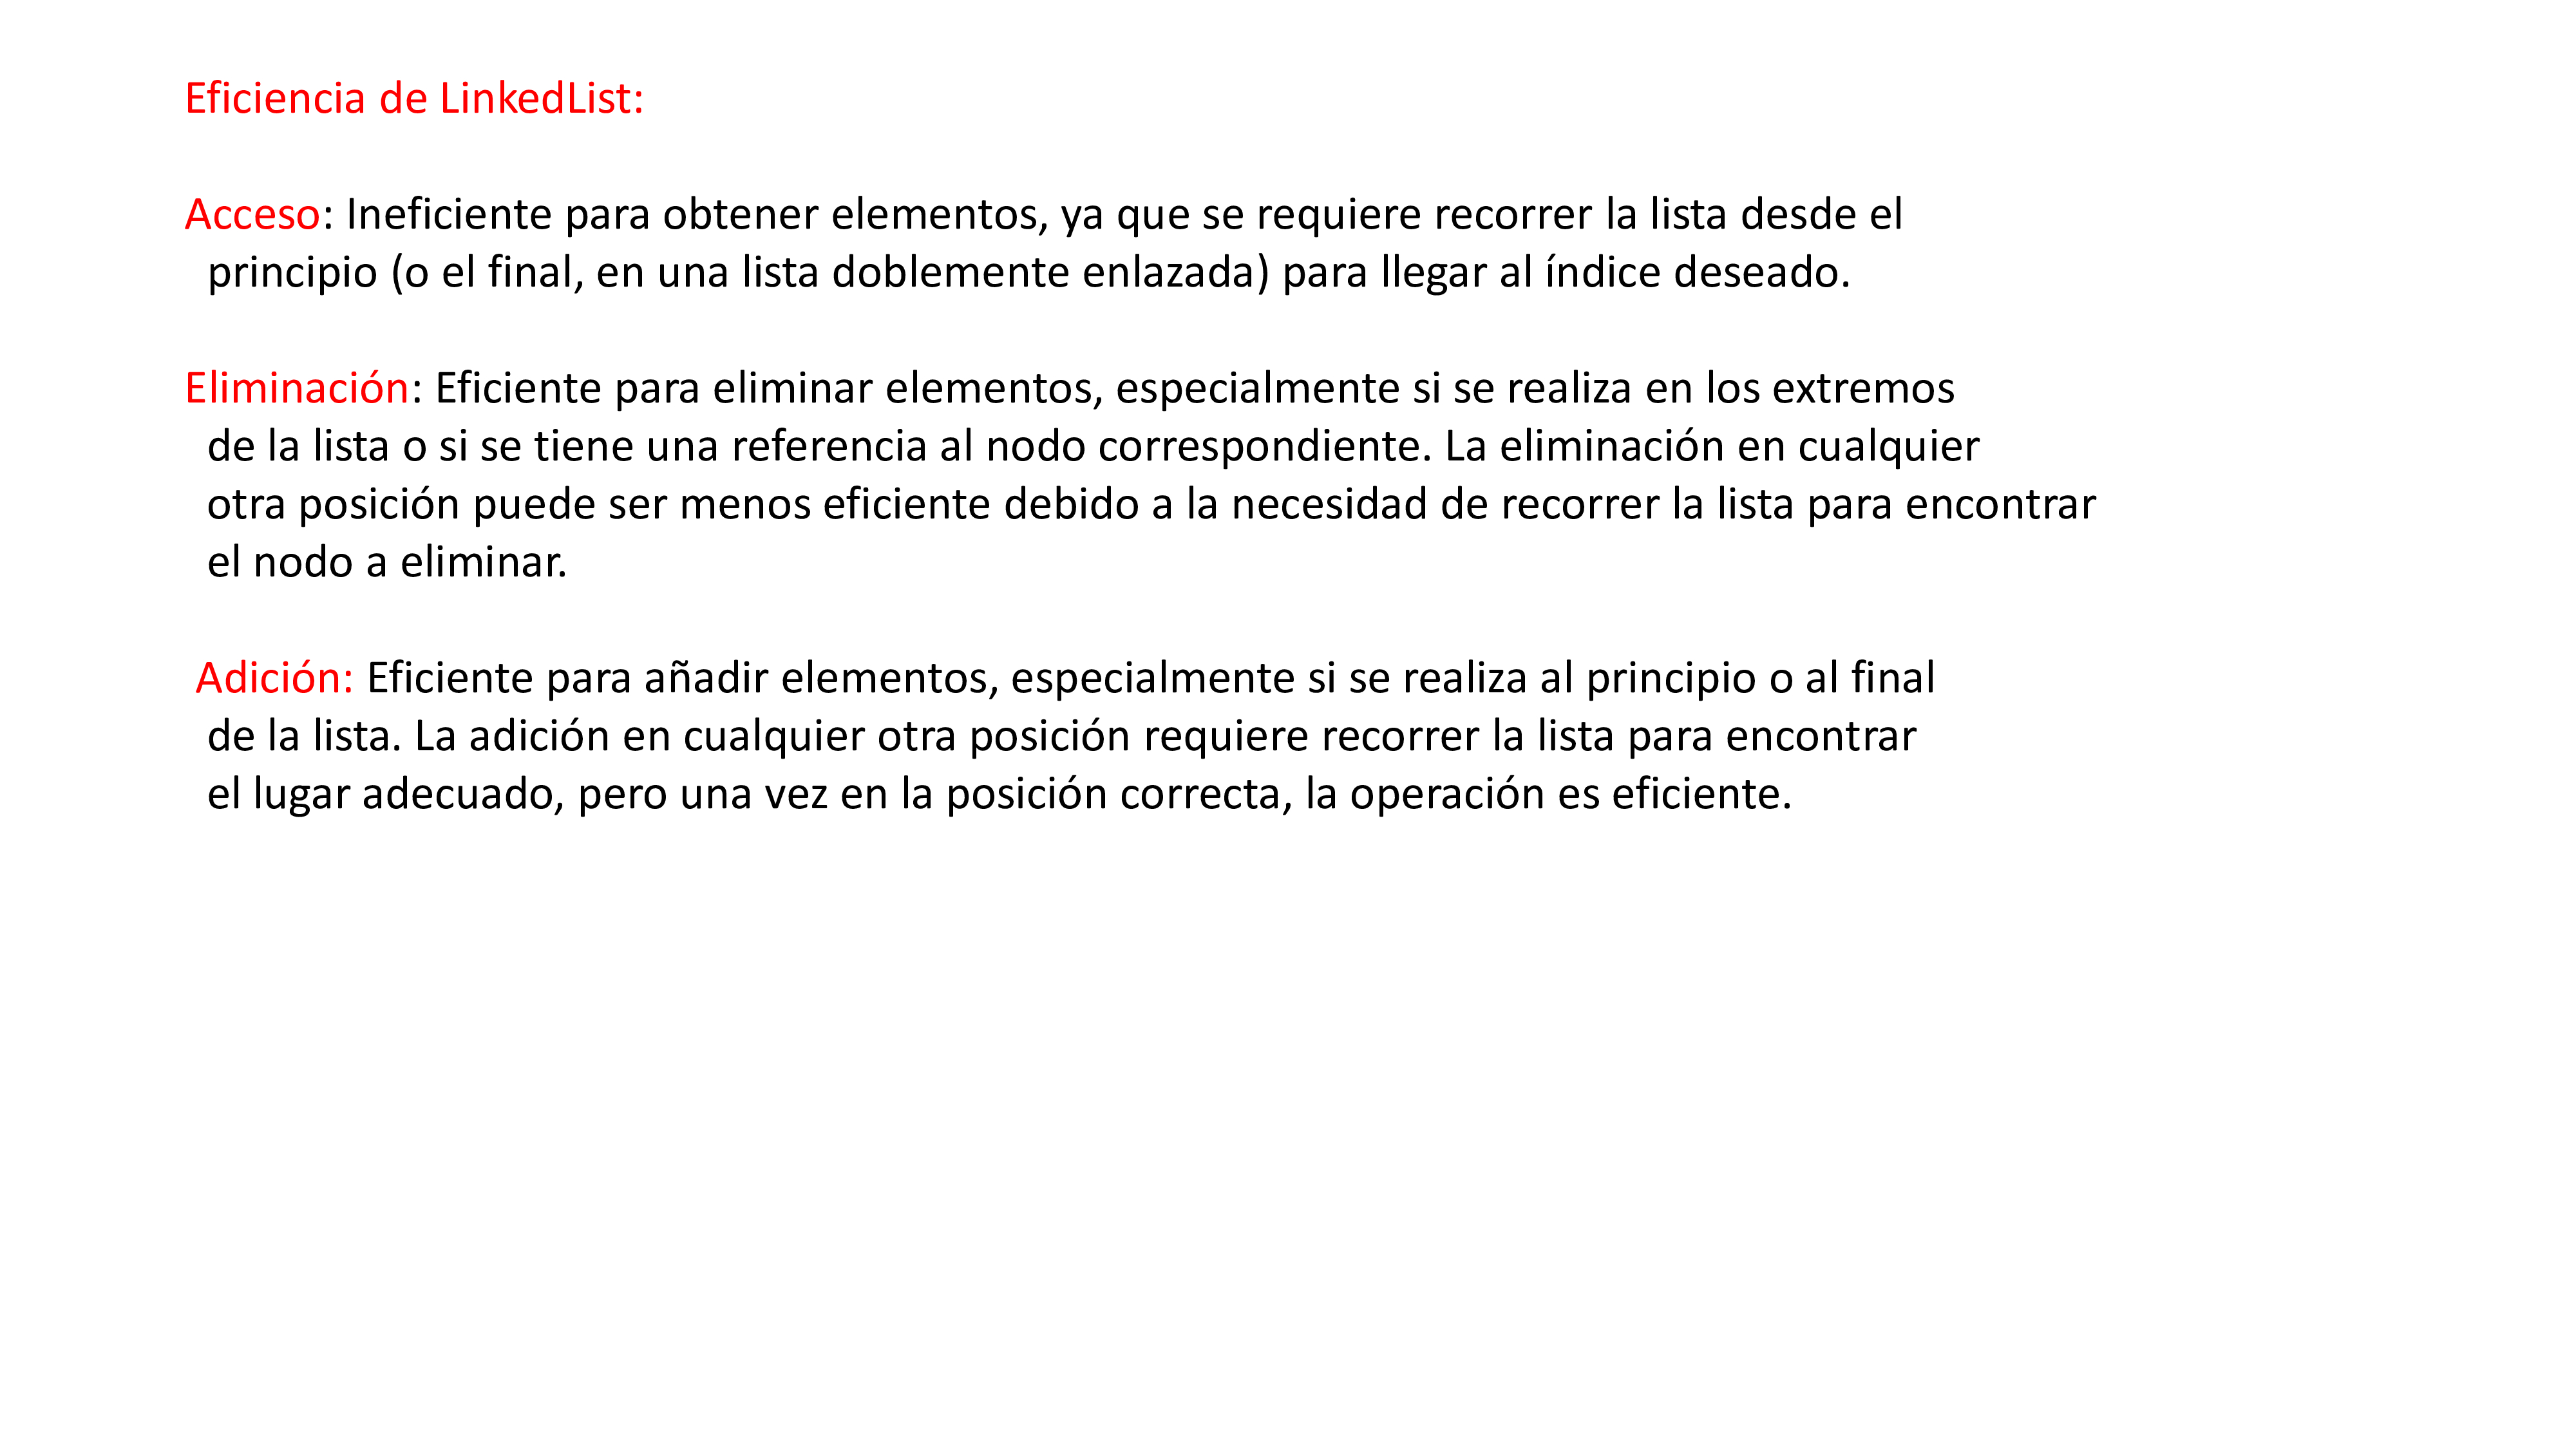 Eficiencia de LinkedList:
Acceso: Ineficiente para obtener elementos, ya que se requiere recorrer la lista desde el
principio (o el final, en una lista doblemente enlazada) para llegar al índice deseado.
Eliminación: Eficiente para eliminar elementos, especialmente si se realiza en los extremos
de la lista o si se tiene una referencia al nodo correspondiente. La eliminación en cualquier
otra posición puede ser menos eficiente debido a la necesidad de recorrer la lista para encontrar
el nodo a eliminar.
Adición: Eficiente para añadir elementos, especialmente si se realiza al principio o al final
de la lista. La adición en cualquier otra posición requiere recorrer la lista para encontrar
el lugar adecuado, pero una vez en la posición correcta, la operación es eficiente.